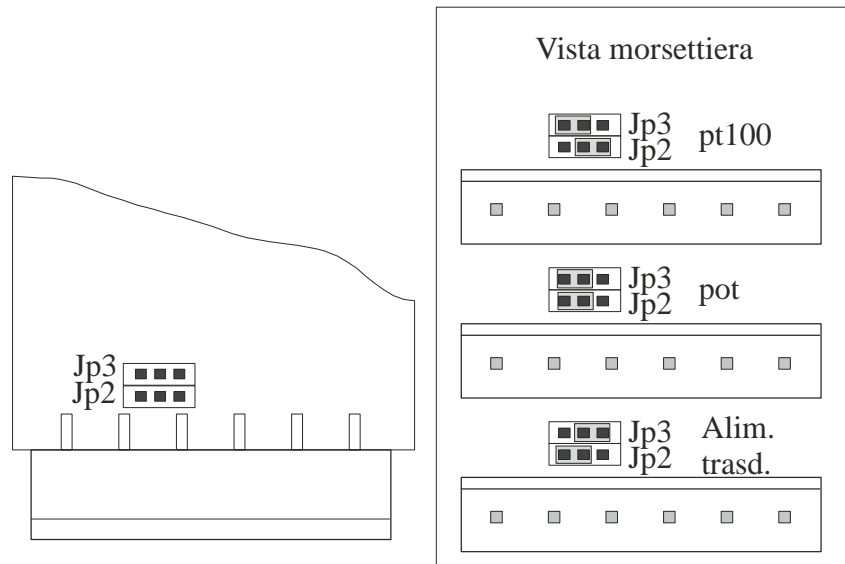 Vista morsettiera
Jp3
Jp2
pt100
Jp3
Jp2
pot
Jp3
Jp2
Jp3
Jp2
Alim.
trasd.